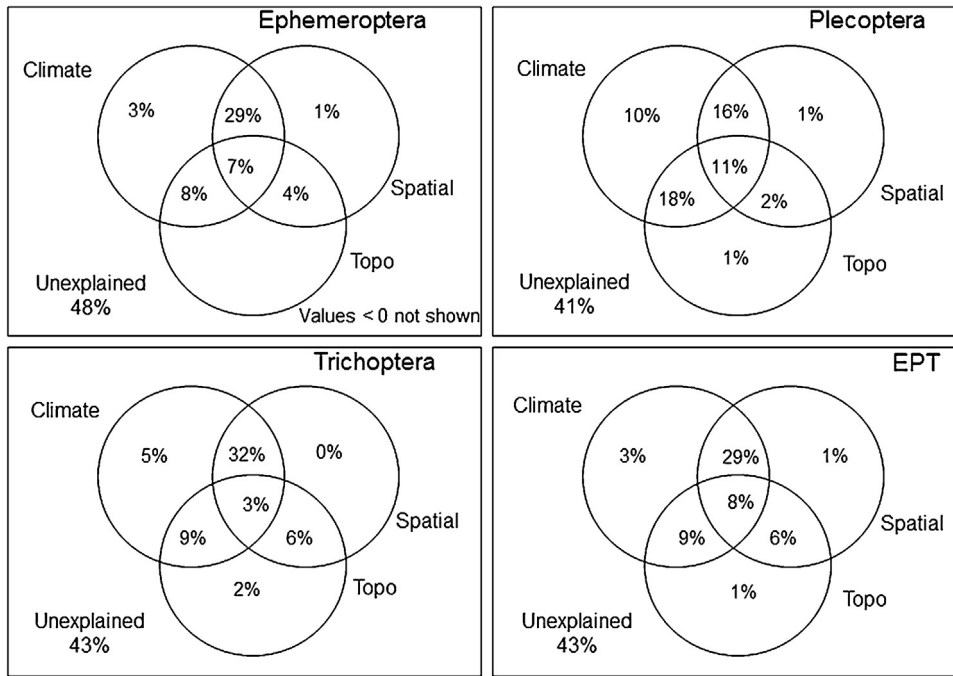 Ephemeroptera
Climate
3%
29%
1%
7%
8%
4%
Spatial
Topo
Unexplained
48%
Values < 0 not shown
Plecoptera
Climate
10%
16%
1%
11%
18%
2%
Spatial
1%
Topo
Unexplained
41%
Trichoptera
Climate
5%
32%
0%
3%
9%
6%
Spatial
2%
Topo
Unexplained
43%
EPT
Climate
3%
29%
1%
8%
9%
6%
Spatial
1%
Topo
Unexplained
43%